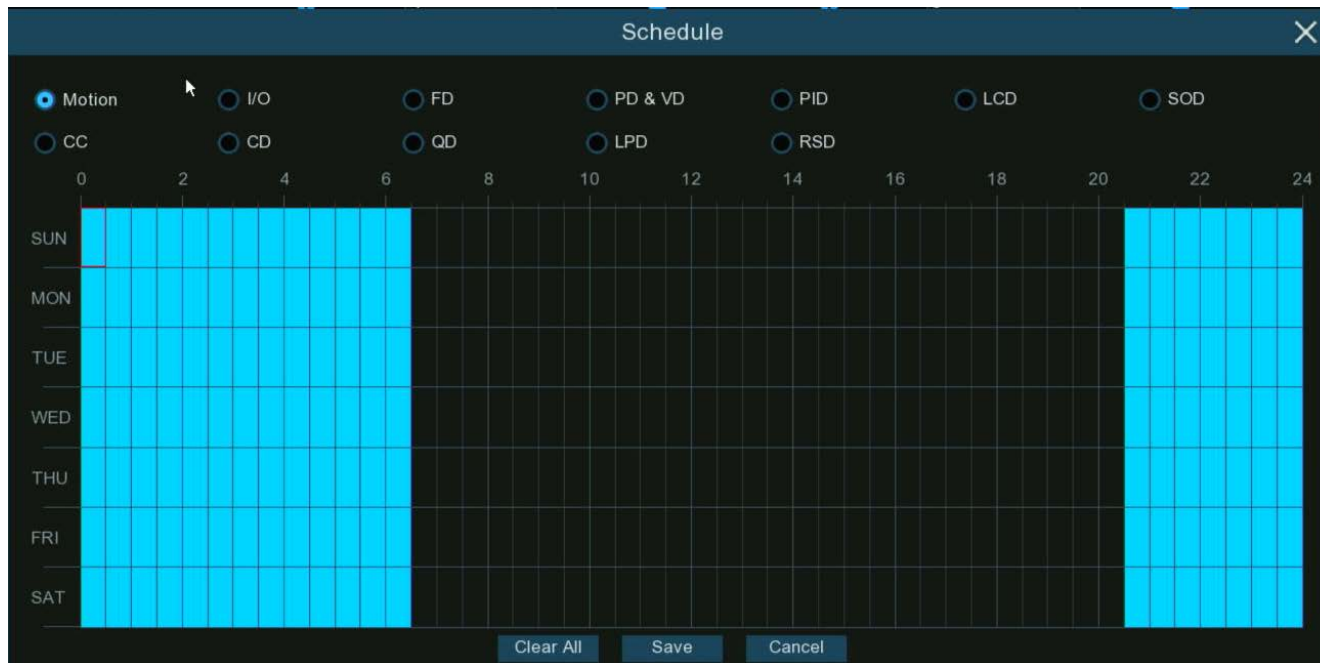 Schedule
Motion I/O FD PD & VD PID LCD SOD
CC CD QD LPD RSD
0 2 4 6 8 10 12 14 16 18 20 22 24
SUN
MON
TUE
WED
THU
FRI
SAT
Clear All Save Cancel